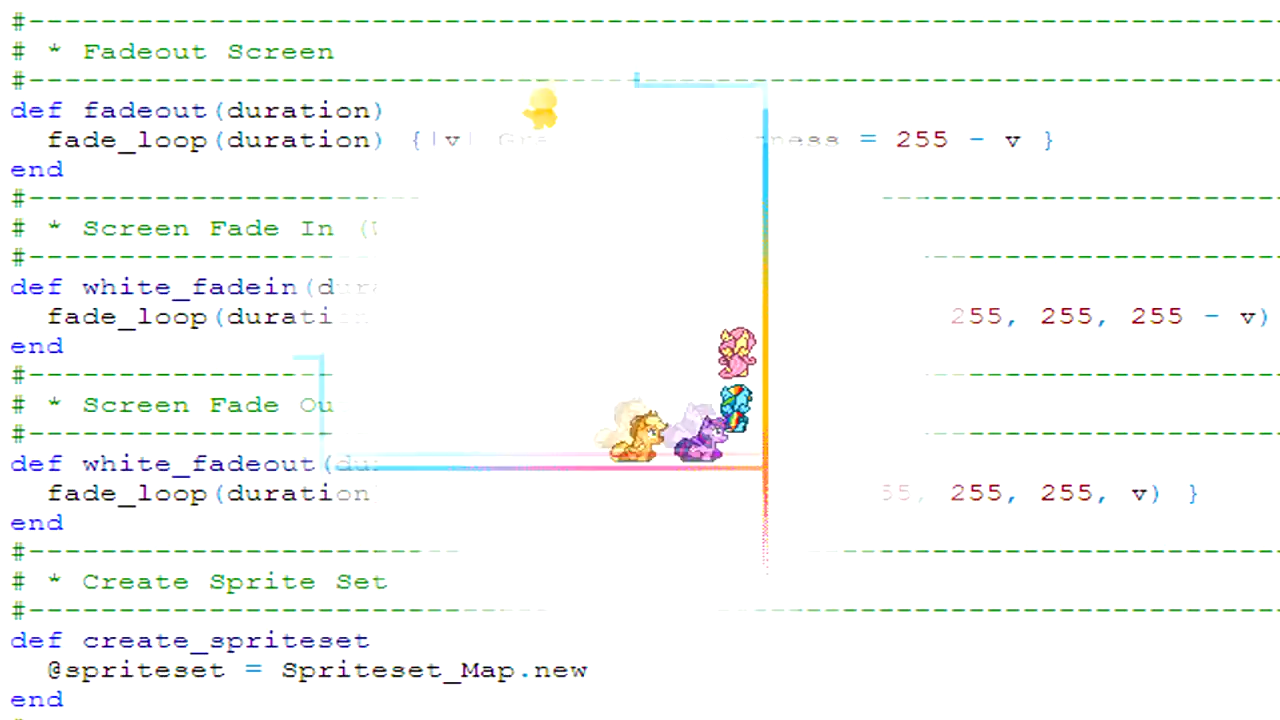 #----------------------------------------------------------------------
# * Fadeout Screen
#----------------------------------------------------------------------
def fadeout(duration)
  fade_loop(duration) {|v| = 255 - v }
end
#----------------------------------------------------------------------
# * Screen Fade In
#----------------------------------------------------------------------
def white_fadein(
  fade_loop( 255, 255, 255 - v)
end
#----------------------------------------------------------------------
# * Screen Fade
#----------------------------------------------------------------------
def white_fadeout(
  fade_loop(duration 255, 255, v) }
end
#----------------------------------------------------------------------
# * Create Sprite Set
#----------------------------------------------------------------------
def create_spriteset
  @spriteset = Spriteset_Map.new
end